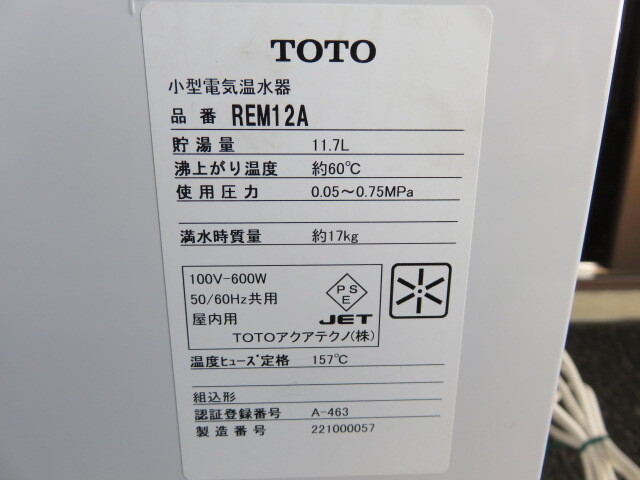 TOTO
小型電気温水器
品番 REM12A
貯湯量 11.7L
沸上がり温度 約60℃
使用圧力 0.05～0.75MPa
満水時質量 約17kg
100V-600W
50/60Hz共用
屋内用
PSE
JET
TOTOアクアテクノ(株)
温度ヒューズ定格 157℃
組込形
認証登録番号 A-463
製造番号 221000057